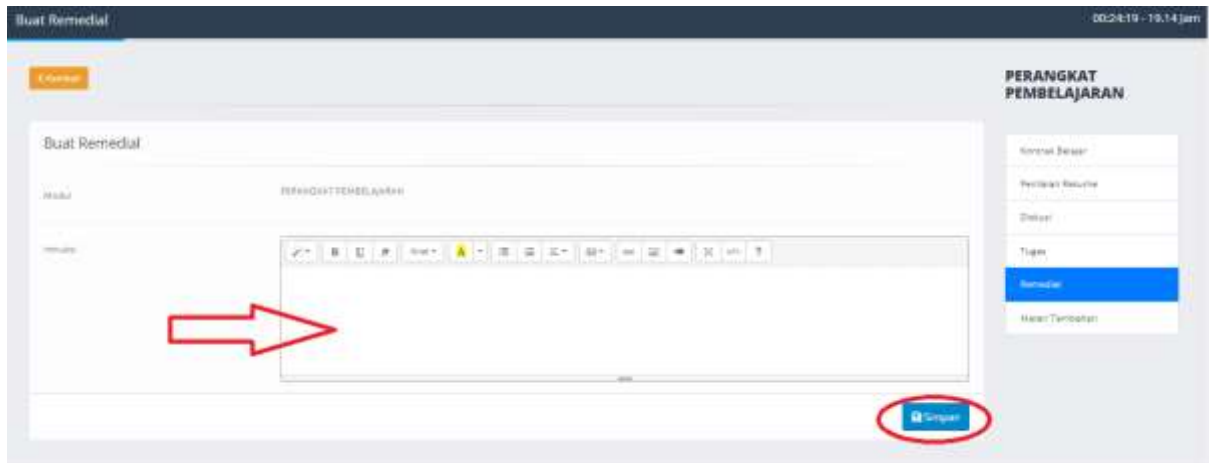 Buat Remedial
00:24:19 - 19.14 Jam
Kembali
PERANGKAT
PEMBELAJARAN
Buat Remedial
Modul
PERANGKAT PEMBELAJARAN
Kontrak Belajar
Penilaian Resume
Diskusi
Tugas
Remedial
Materi Tambahan
Simpan